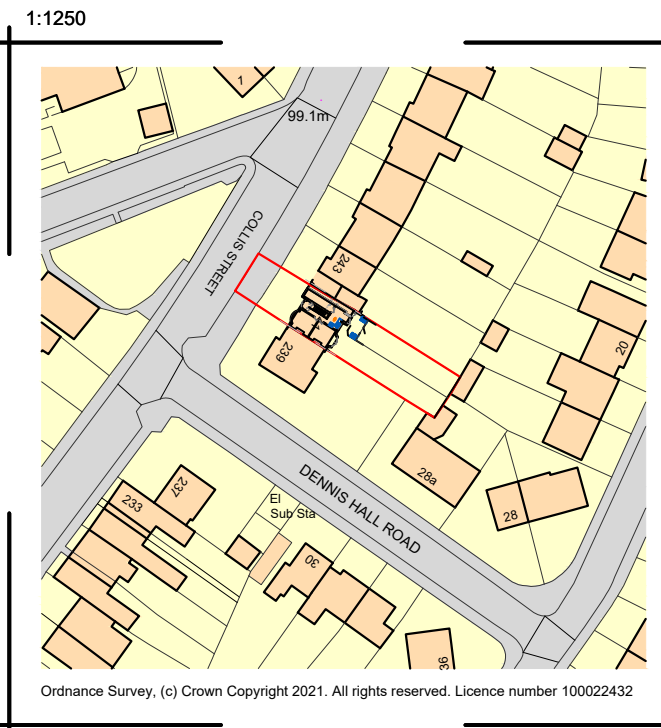 1:1250
1
99.1m
COLLIS STREET
243
239
20
28a
28
DENNIS HALL ROAD
237
233
El
Sub Sta
30
36
Ordnance Survey, (c) Crown Copyright 2021. All rights reserved. Licence number 100022432